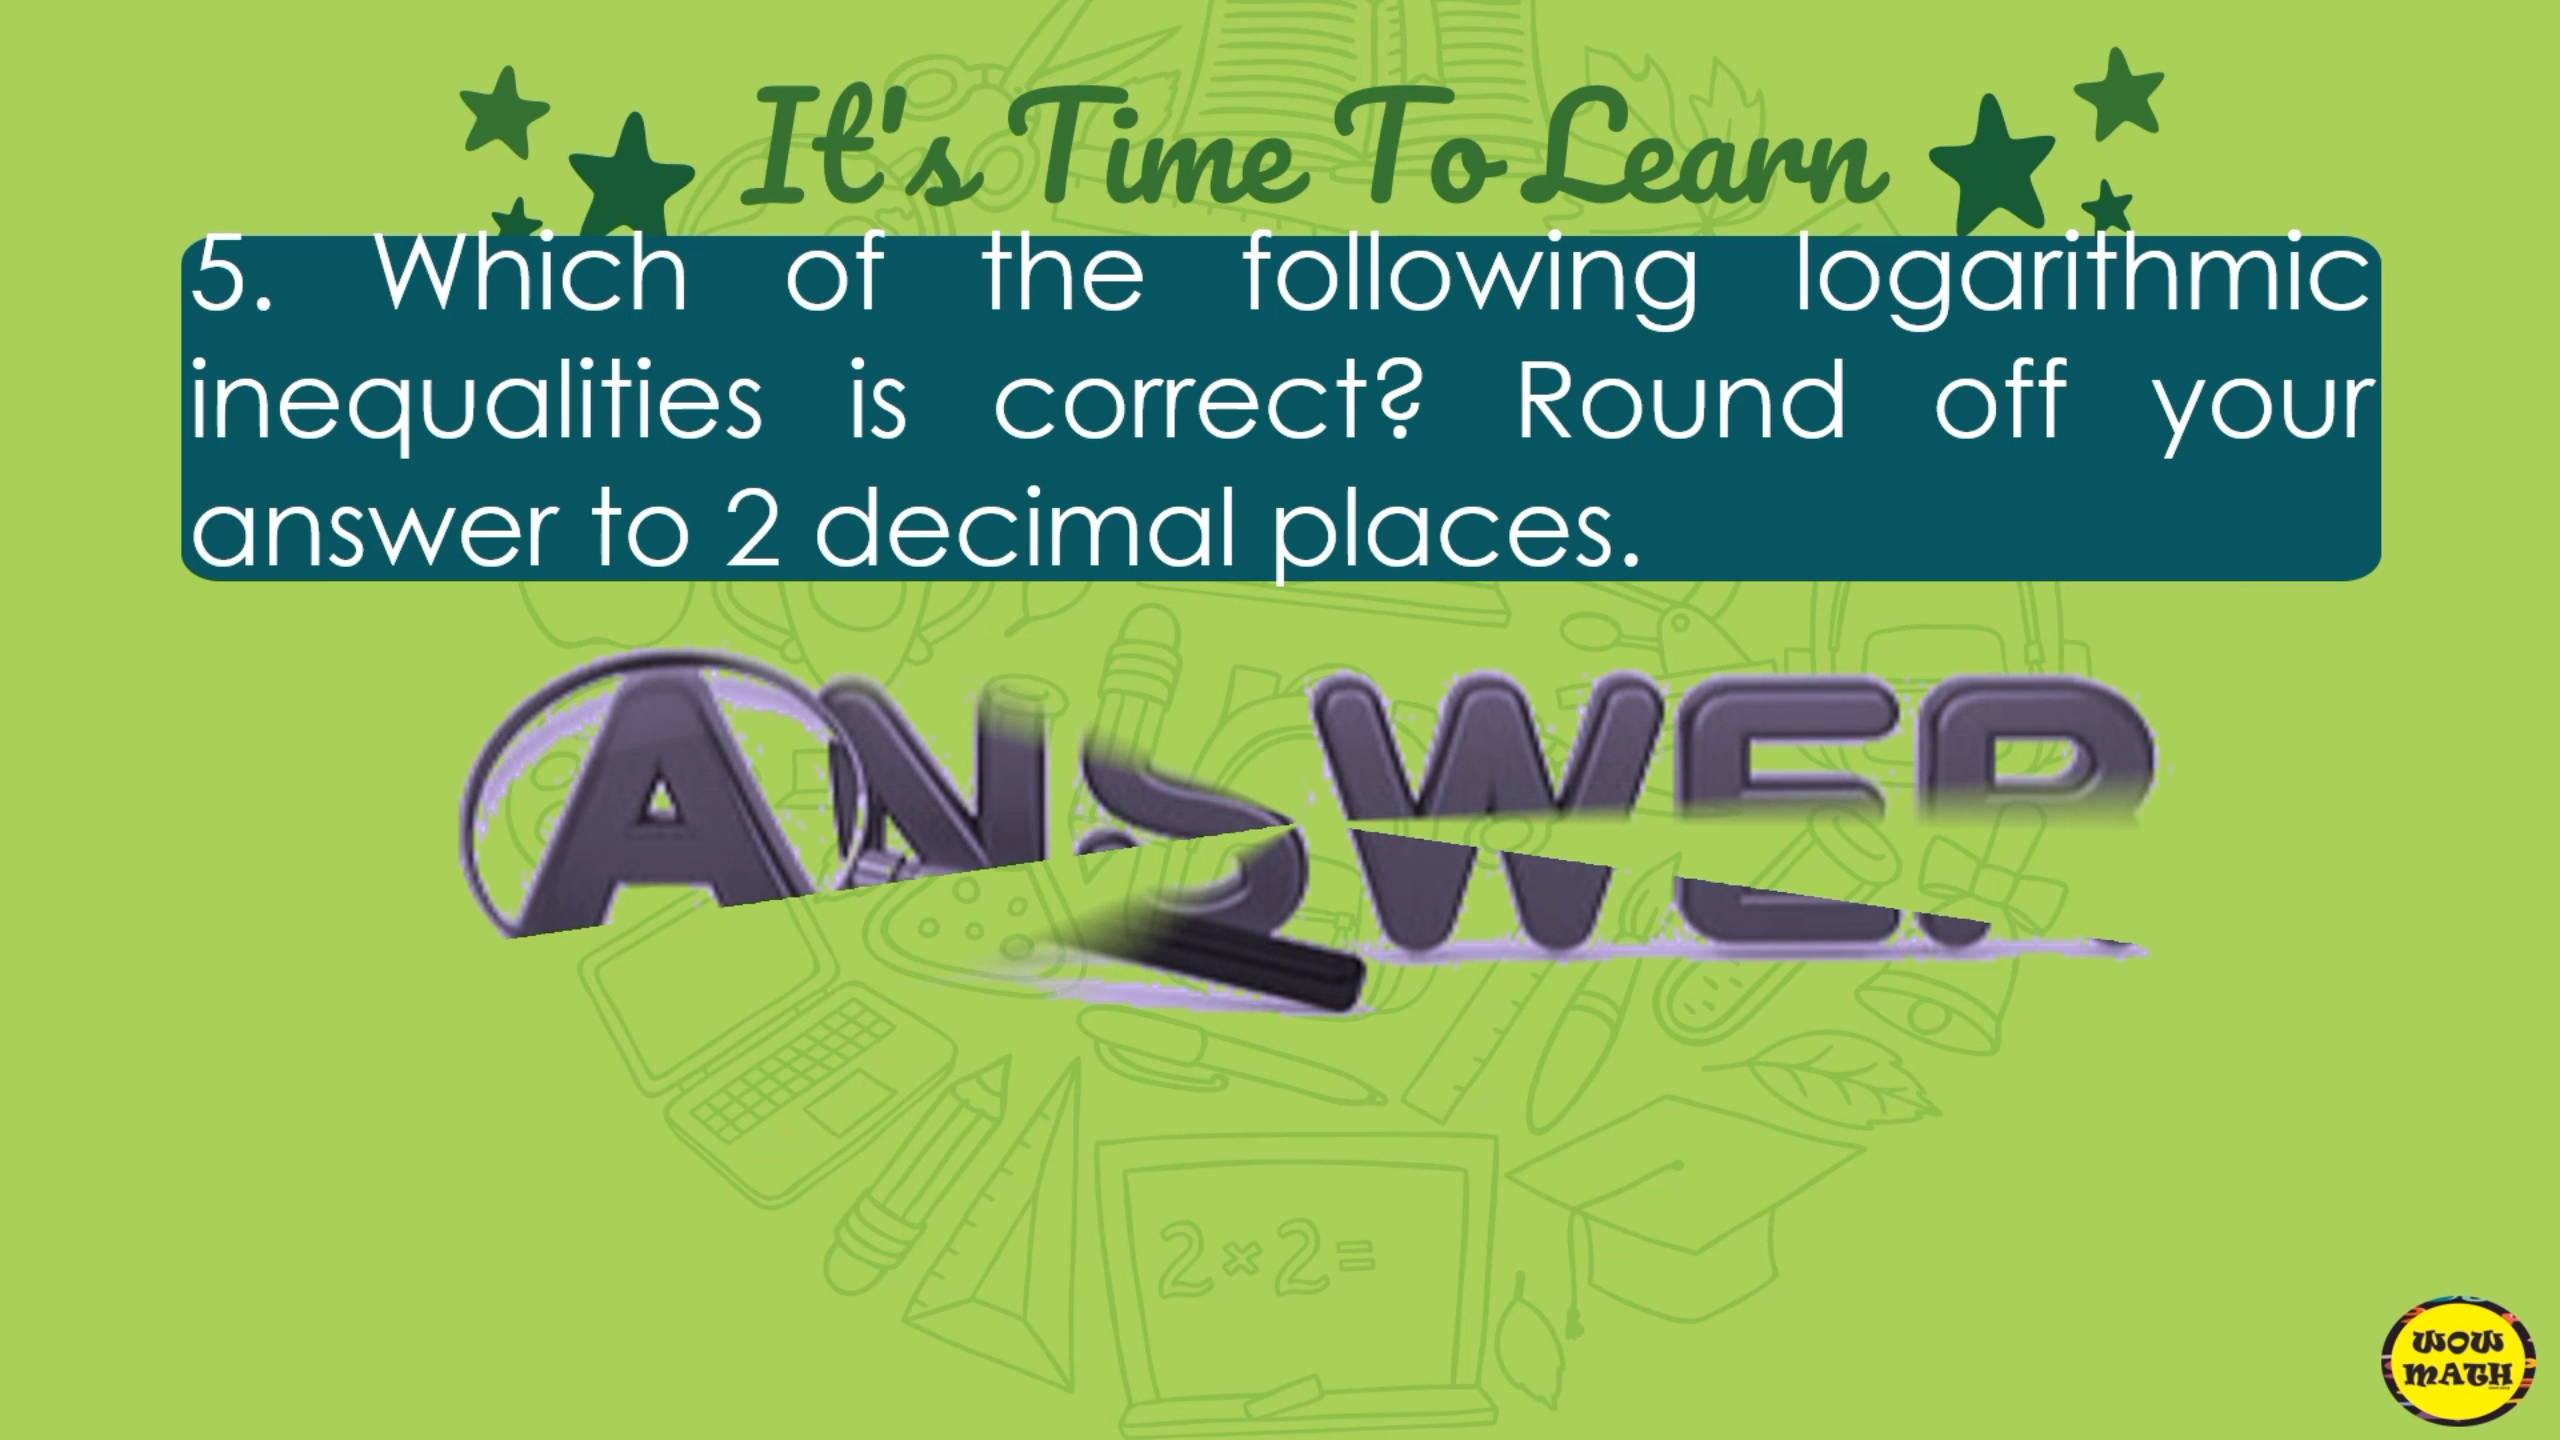 It's Time To Learn
5. Which of the following logarithmic
inequalities is correct? Round off your
answer to 2 decimal places.
ANSWER
2×2=
WOW
MATH